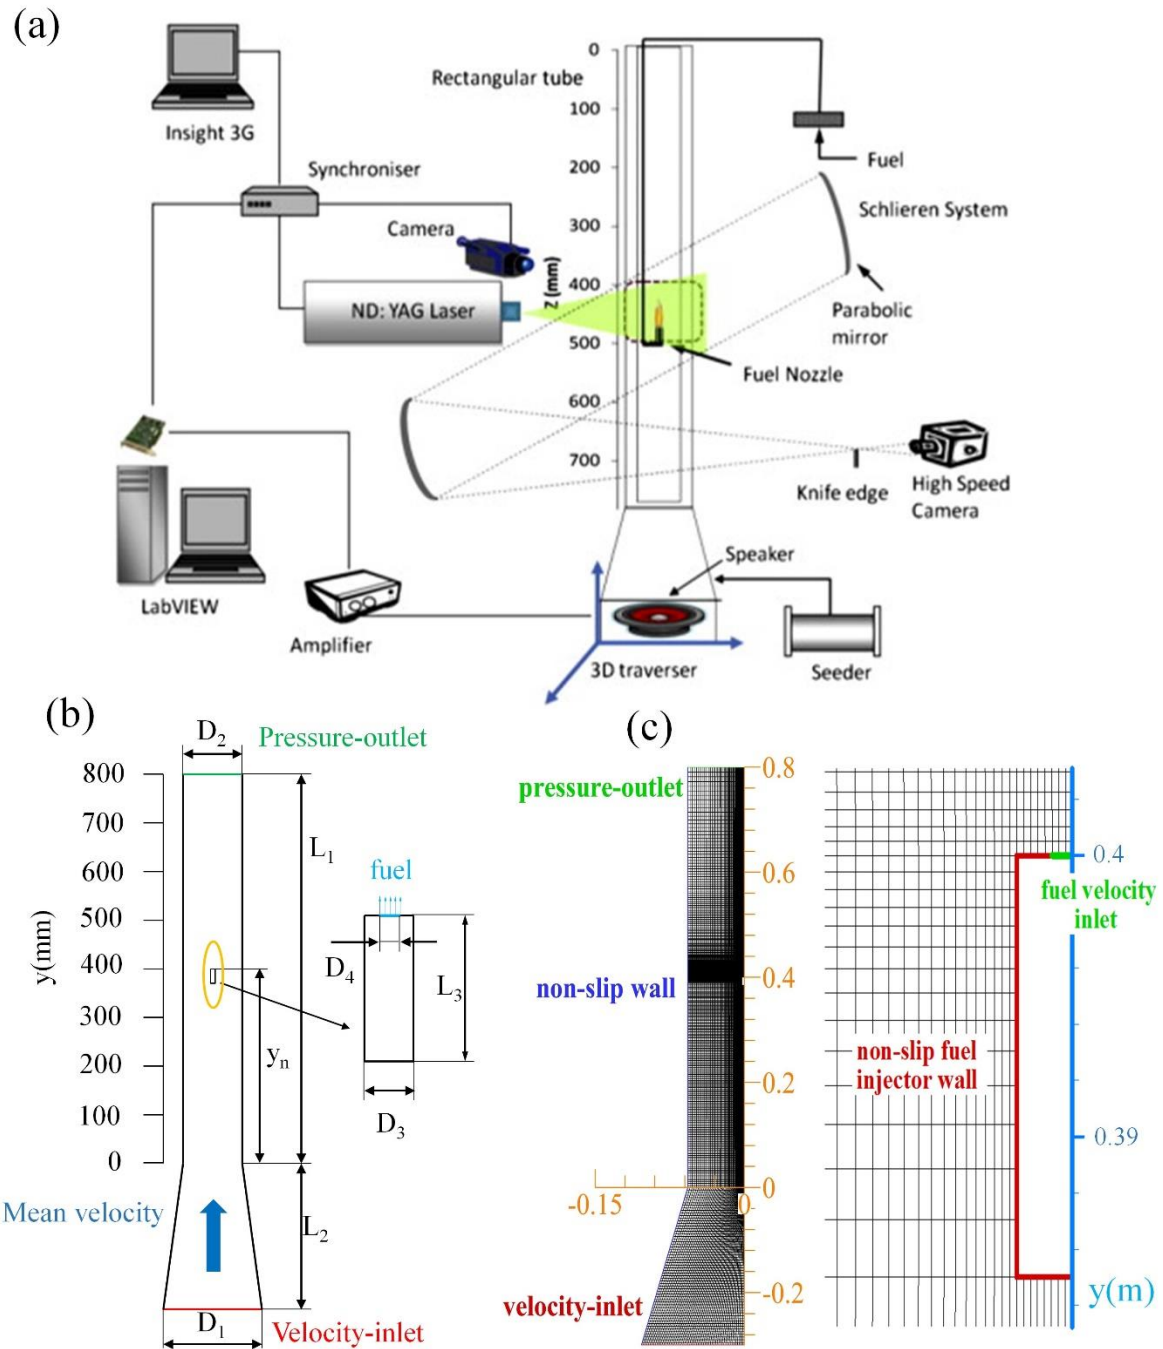 (a)
Insight 3G
Synchroniser
Camera
ND: YAG Laser
LabVIEW
Amplifier
Rectangular tube
0
100
200
300
400
500
600
700
Z (mm)
Fuel
Schlieren System
Parabolic
mirror
Fuel Nozzle
Knife edge
High Speed
Camera
Speaker
3D traverser
Seeder
(b)
D2
Pressure-outlet
800
700
600
500
400
300
200
100
0
y(mm)
L1
fuel
D4
L3
yn
D3
Mean velocity
L2
D1
Velocity-inlet
(c)
pressure-outlet
0.8
0.6
0.4
non-slip wall
0.2
0
-0.15
0
-0.2
velocity-inlet
0.4
fuel velocity
inlet
non-slip fuel
injector wall
0.39
y(m)